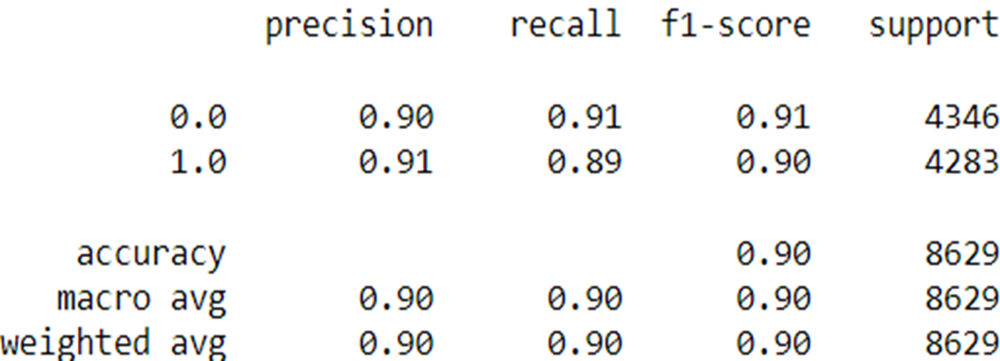 precision recall f1-score support
0.0 0.90 0.91 0.91 4346
1.0 0.91 0.89 0.90 4283
accuracy 0.90 8629
macro avg 0.90 0.90 0.90 8629
weighted avg 0.90 0.90 0.90 8629